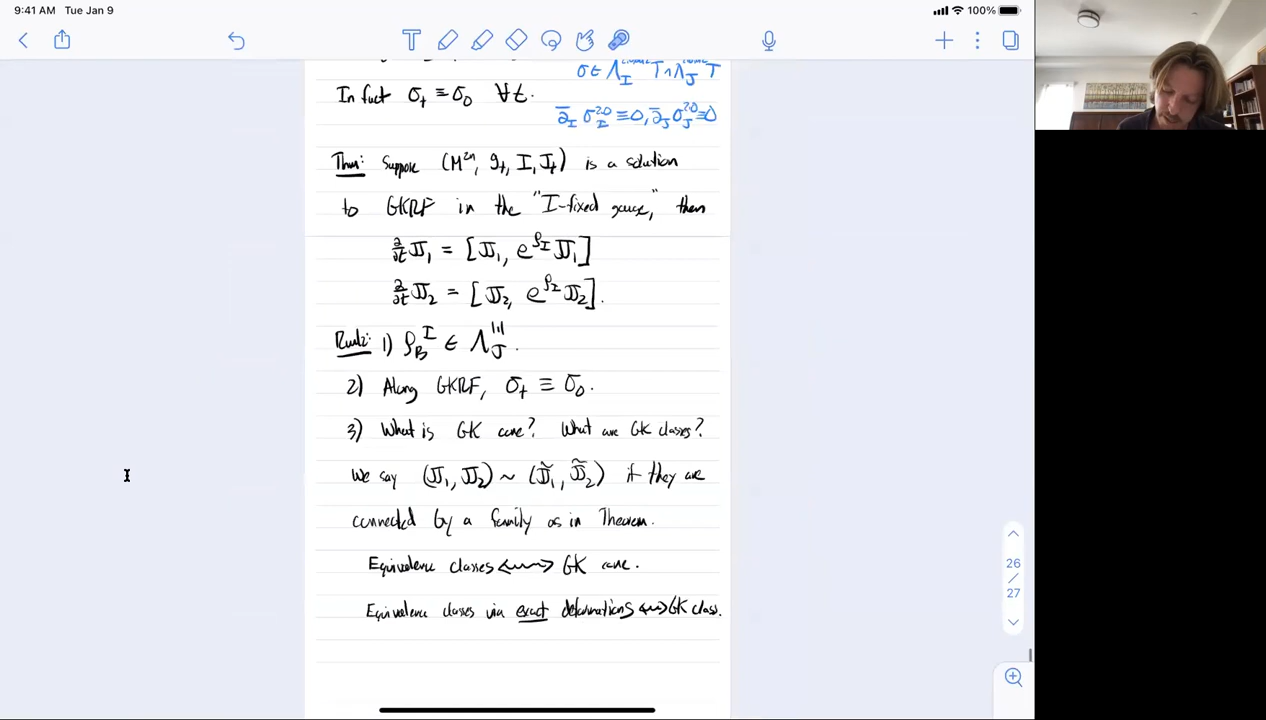 9:41 AM Tue Jan 9
100%
σ ∈ Λ_I T ∩ Λ_J T
In fact σ_t ≡ σ_0 ∀t.
∂̄_I σ_I^{2,0} ≡ 0, ∂̄_J σ_J^{2,0} ≡ 0
Thm: Suppose (M^{2n}, g_t, I, J_t) is a solution
to GKRF in the "I-fixed gauge," then
∂/∂t 𝕁_1 = [𝕁_1, e^{ρ_I} 𝕁_1]
∂/∂t 𝕁_2 = [𝕁_2, e^{ρ_I} 𝕁_2].
Rmk: 1) ρ_B^I ∈ Λ_J^{1,1}.
2) Along GKRF, σ_t ≡ σ_0.
3) What is GK cone? What are GK classes?
We say (𝕁_1, 𝕁_2) ~ (𝕁̃_1, 𝕁̃_2) if they are
connected by a family as in Theorem.
Equivalence classes <~~> GK cone.
Equivalence classes via exact deformations <~> GK class.
26
/
27